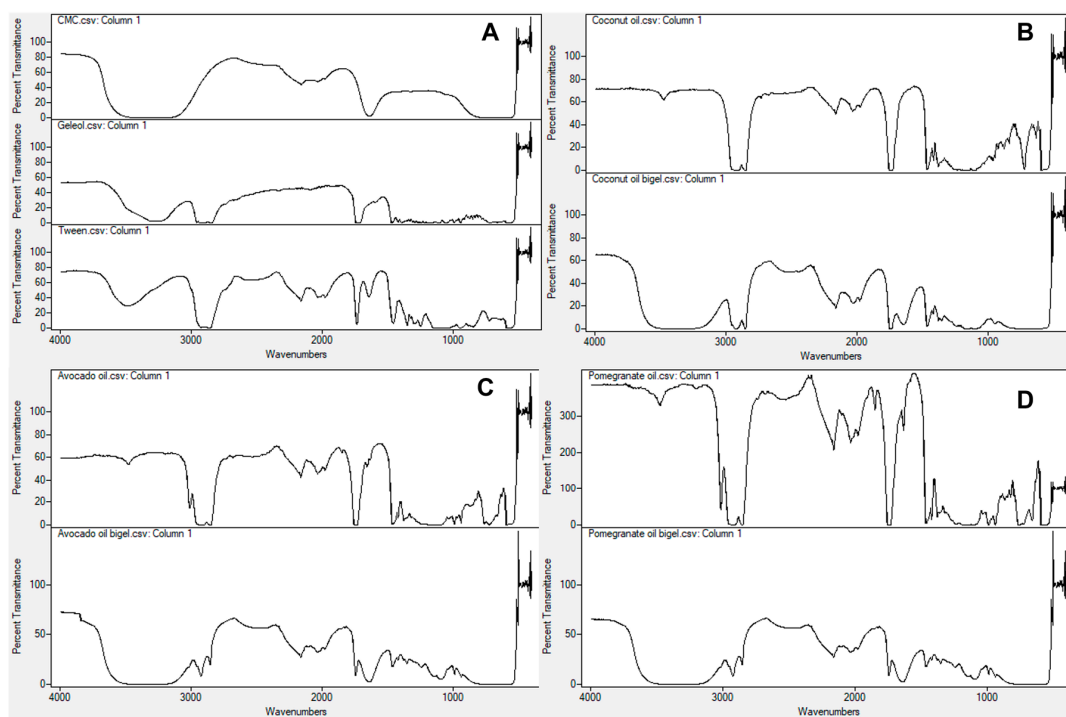 CMC.csv: Column 1
A
Percent Transmittance
100
80
60
40
20
0
Geleol.csv: Column 1
Percent Transmittance
100
80
60
40
20
0
Tween.csv: Column 1
Percent Transmittance
100
80
60
40
20
0
4000
3000
2000
1000
Wavenumbers
Coconut oil.csv: Column 1
B
Percent Transmittance
100
80
60
40
20
0
Coconut oil bigel.csv: Column 1
Percent Transmittance
100
80
60
40
20
0
4000
3000
2000
1000
Wavenumbers
Avocado oil.csv: Column 1
C
Percent Transmittance
100
80
60
40
20
0
Avocado oil bigel.csv: Column 1
Percent Transmittance
100
50
0
4000
3000
2000
1000
Wavenumbers
Pomegranate oil.csv: Column 1
D
Percent Transmittance
300
200
100
0
Pomegranate oil bigel.csv: Column 1
Percent Transmittance
100
50
0
4000
3000
2000
1000
Wavenumbers